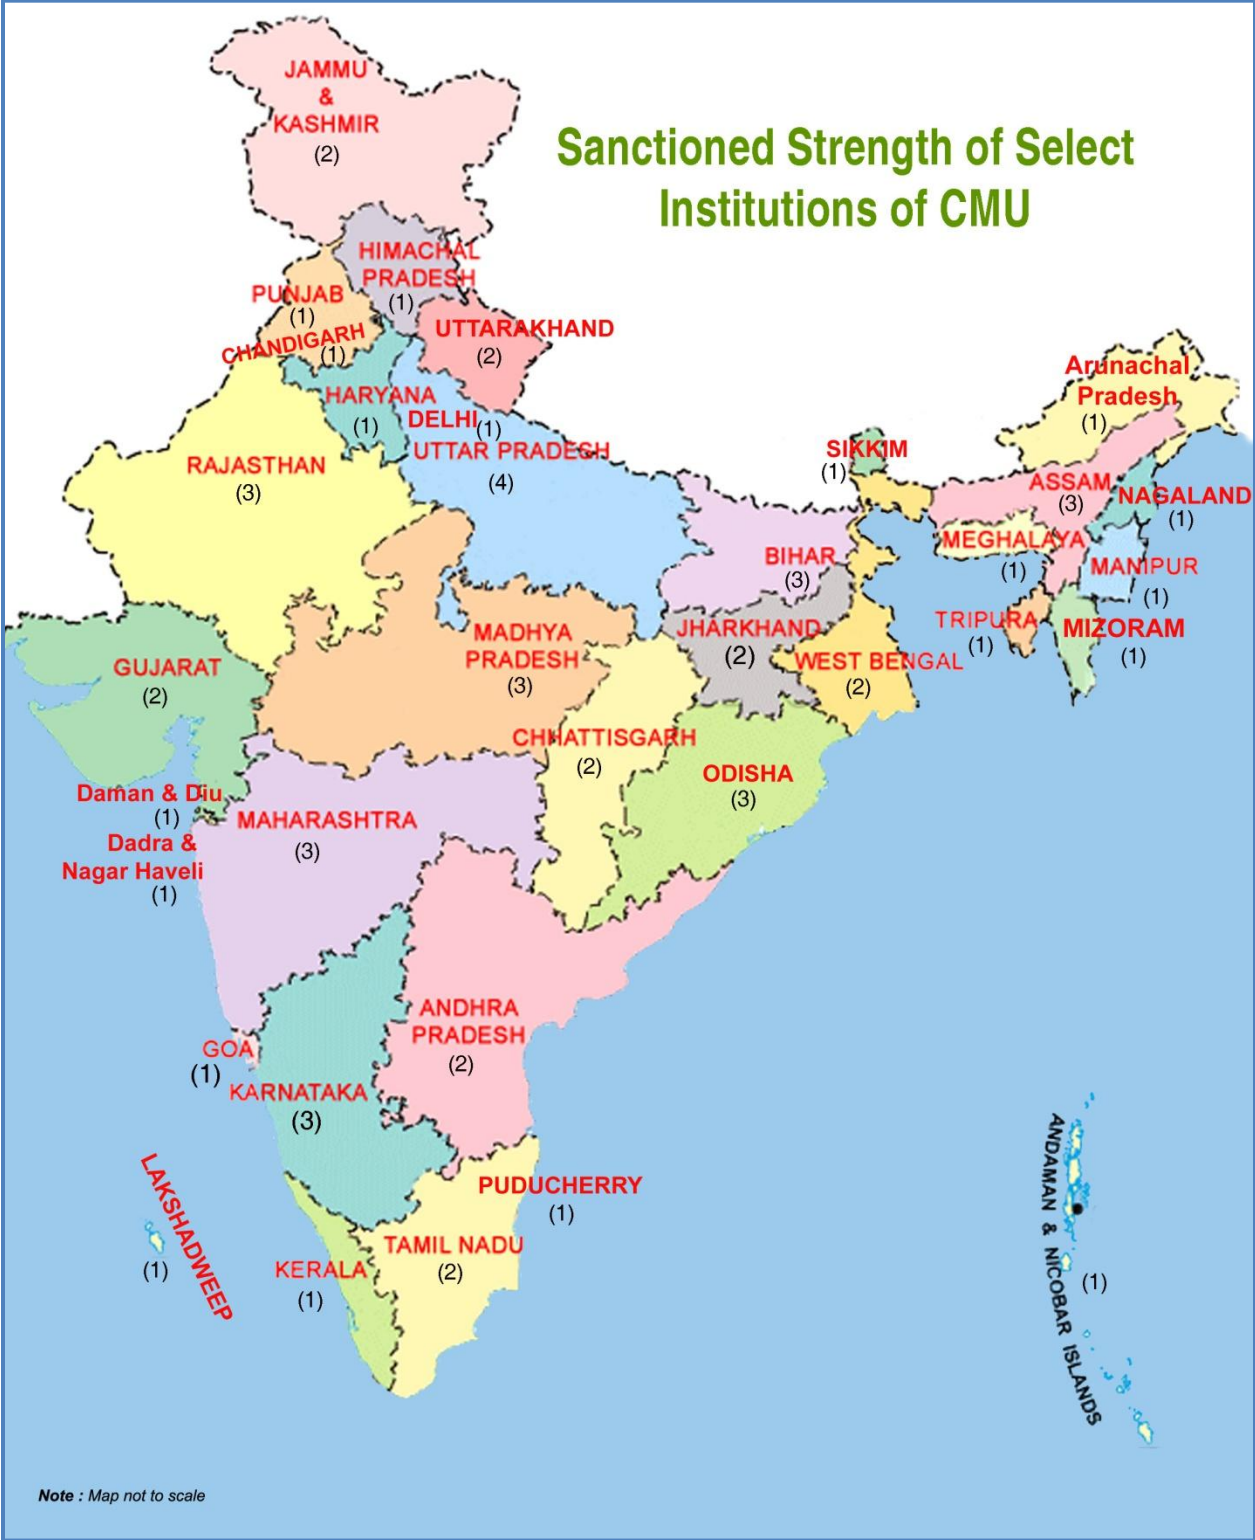 Sanctioned Strength of Select
Institutions of CMU
JAMMU
&
KASHMIR
(2)
HIMACHAL
PRADESH
(1)
PUNJAB
(1)
CHANDIGARH
(1)
UTTARAKHAND
(2)
HARYANA
(1)
DELHI
(1)
UTTAR PRADESH
(4)
RAJASTHAN
(3)
Arunachal
Pradesh
(1)
SIKKIM
(1)
ASSAM
(3)
NAGALAND
(1)
MEGHALAYA
(1)
MANIPUR
(1)
BIHAR
(3)
TRIPURA
(1)
MIZORAM
(1)
JHARKHAND
(2)
WEST BENGAL
(2)
MADHYA
PRADESH
(3)
GUJARAT
(2)
CHHATTISGARH
(2)
ODISHA
(3)
Daman & Diu
(1)
Dadra &
Nagar Haveli
(1)
MAHARASHTRA
(3)
ANDHRA
PRADESH
(2)
GOA
(1)
KARNATAKA
(3)
LAKSHADWEEP
(1)
PUDUCHERRY
(1)
TAMIL NADU
(2)
KERALA
(1)
ANDAMAN & NICOBAR ISLANDS
(1)
Note : Map not to scale